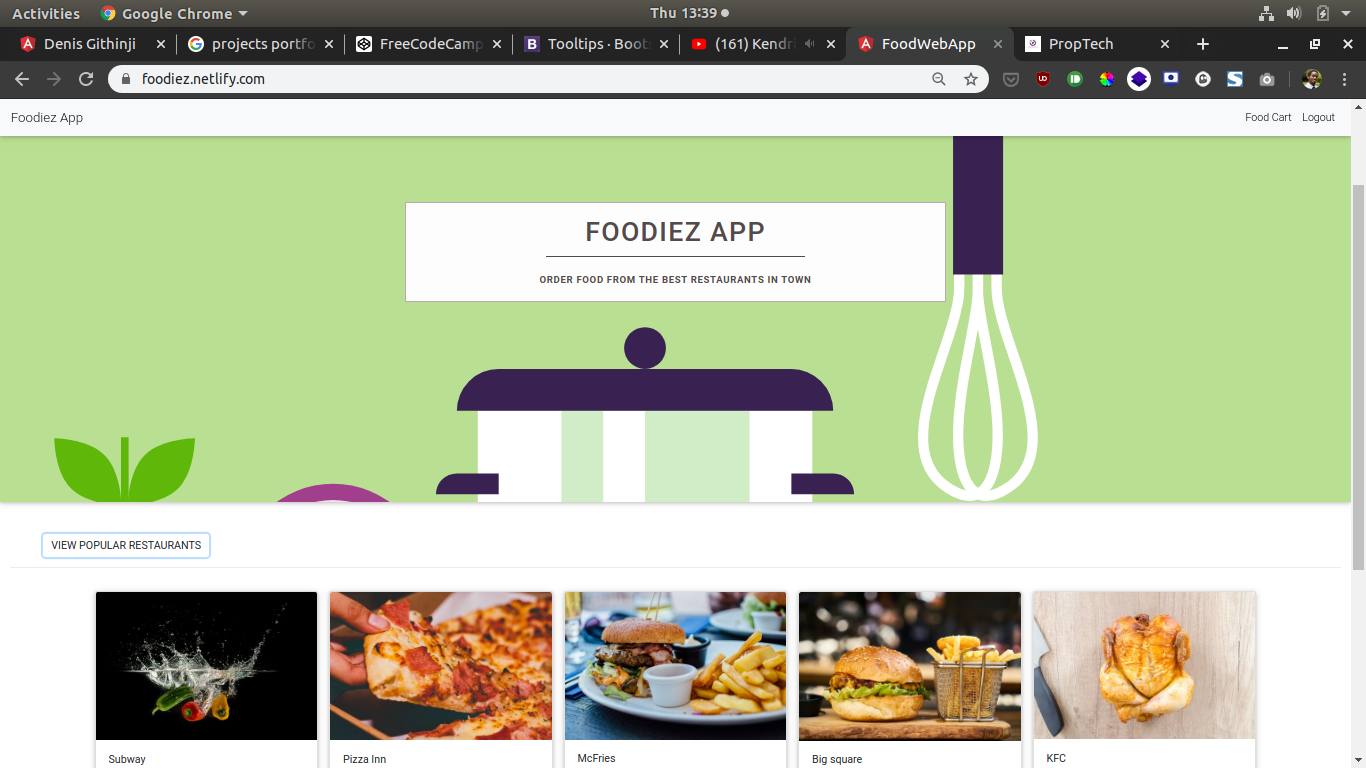 Activities Google Chrome Thu 13:39
Denis Githinji projects portfo FreeCodeCamp Tooltips · Boots (161) Kendri FoodWebApp PropTech
foodiez.netlify.com
Foodiez App Food Cart Logout
FOODIEZ APP
ORDER FOOD FROM THE BEST RESTAURANTS IN TOWN
VIEW POPULAR RESTAURANTS
Subway Pizza Inn McFries Big square KFC